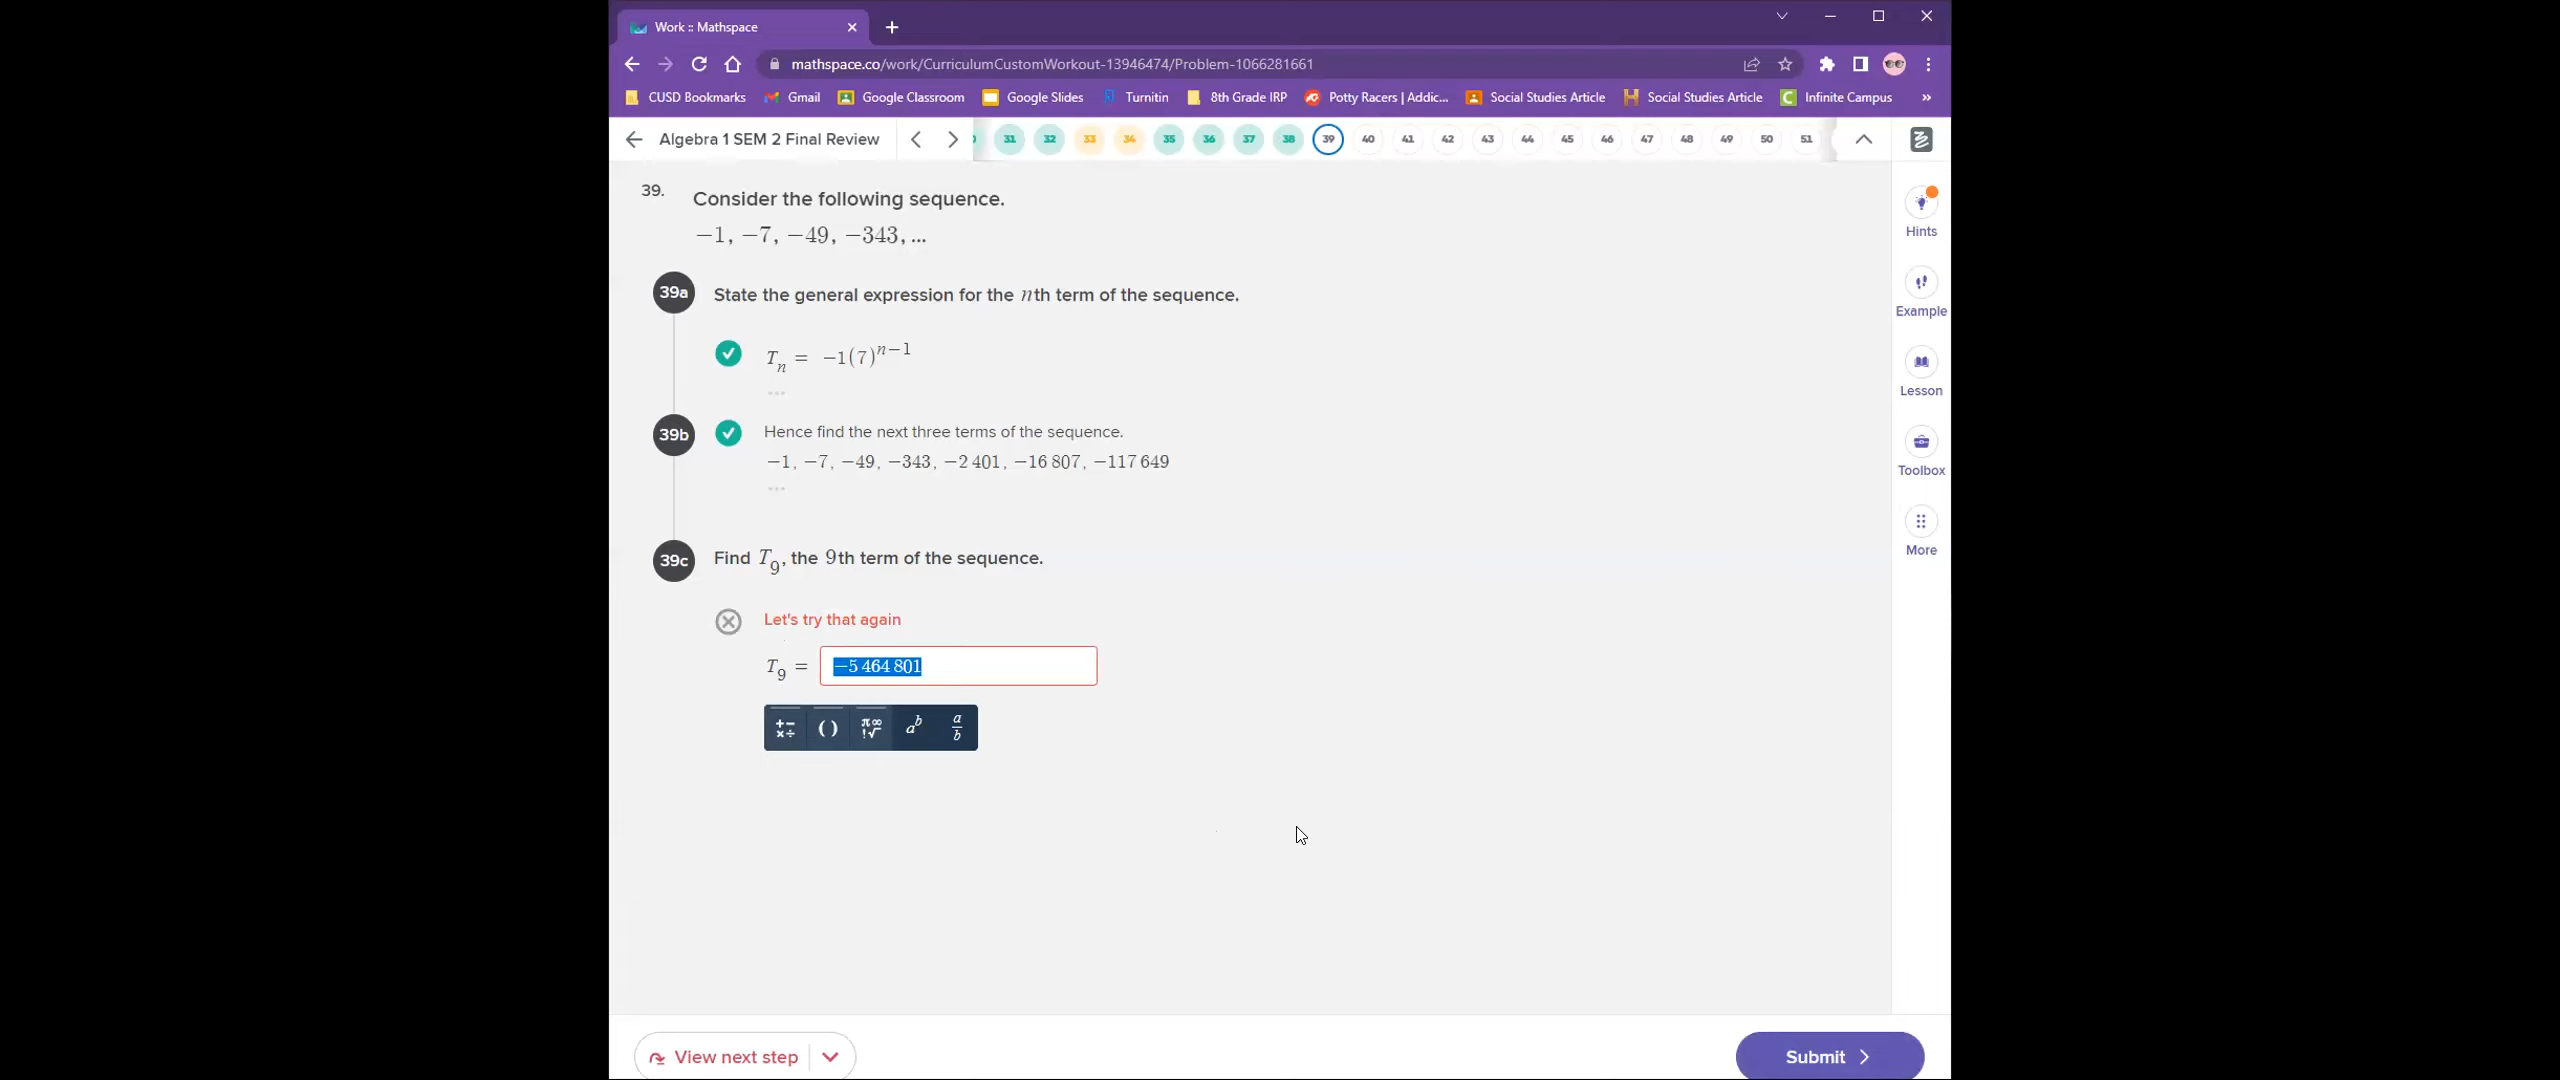 Work :: Mathspace
mathspace.co/work/CurriculumCustomWorkout-13946474/Problem-1066281661
CUSD Bookmarks Gmail Google Classroom Google Slides Turnitin 8th Grade IRP Potty Racers | Addic... Social Studies Article Social Studies Article Infinite Campus »
Algebra 1 SEM 2 Final Review 31 32 33 34 35 36 37 38 39 40 41 42 43 44 45 46 47 48 49 50 51
39. Consider the following sequence.
−1, −7, −49, −343, ...
39a State the general expression for the nth term of the sequence.
Tn = −1(7)^n−1
...
39b Hence find the next three terms of the sequence.
−1, −7, −49, −343, −2 401, −16 807, −117 649
...
39c Find T9, the 9th term of the sequence.
Let's try that again
T9 = −5 464 801
+− ×÷ ( ) π∞ !√ a^b a/b
View next step
Submit
Hints
Example
Lesson
Toolbox
More